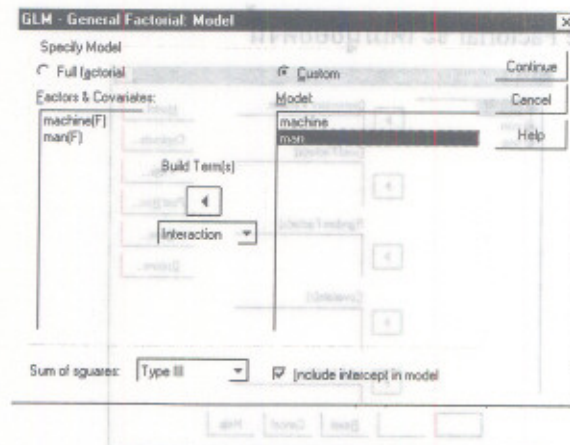 GLM - General Factorial: Model
Specify Model
Full factorial
Custom
Continue
Factors & Covariates:
Model:
Cancel
machine(F)
man(F)
machine
man
Help
Build Term(s)
Interaction
Sum of squares:
Type III
Include intercept in model